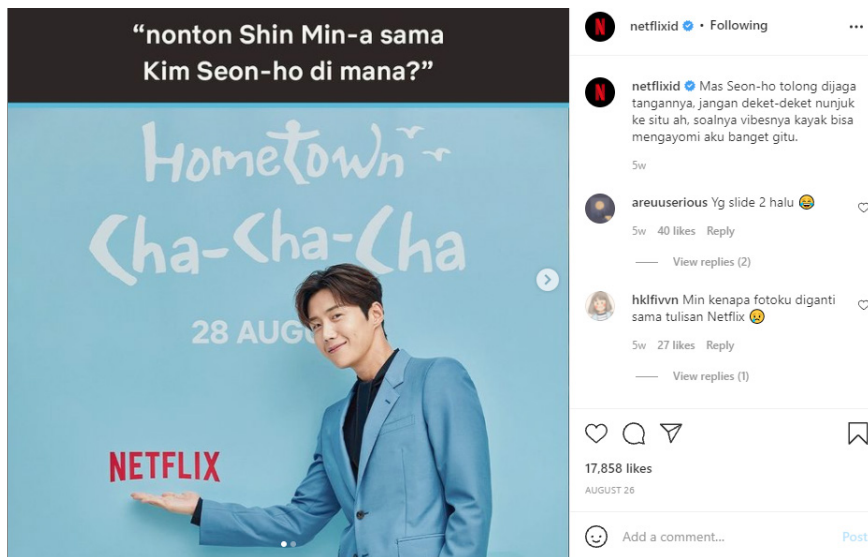 “nonton Shin Min-a sama
Kim Seon-ho di mana?”
Hometown
Cha-Cha-Cha
28 AUGU
NETFLIX
N netflixid • Following
N netflixid Mas Seon-ho tolong dijaga
tangannya, jangan deket-deket nunjuk
ke situ ah, soalnya vibesnya kayak bisa
mengayomi aku banget gitu.
5w
areuuserious Yg slide 2 halu 😂
5w 40 likes Reply
View replies (2)
hklfivvn Min kenapa fotoku diganti
sama tulisan Netflix 😥
5w 27 likes Reply
View replies (1)
17,858 likes
AUGUST 26
Add a comment...
Post